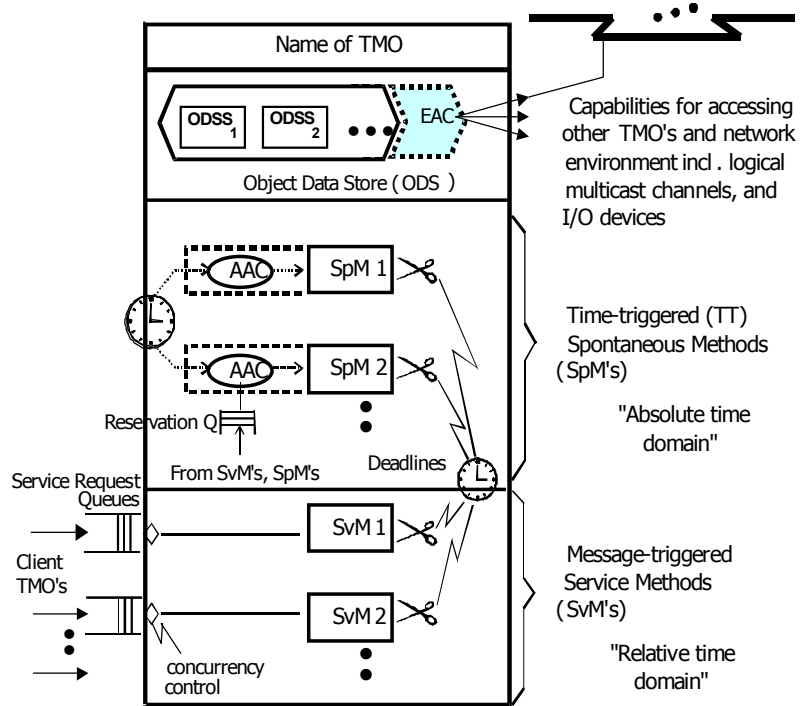 Name of TMO
ODSS
1
ODSS
2
EAC
Object Data Store ( ODS )
Capabilities for accessing
other TMO's and network
environment incl . logical
multicast channels, and
I/O devices
AAC
SpM 1
AAC
SpM 2
Reservation Q
From SvM's, SpM's
Deadlines
Time-triggered (TT)
Spontaneous Methods
(SpM's)
"Absolute time
domain"
Service Request
Queues
Client
TMO's
SvM 1
SvM 2
concurrency
control
Message-triggered
Service Methods
( SvM's)
"Relative time
domain"